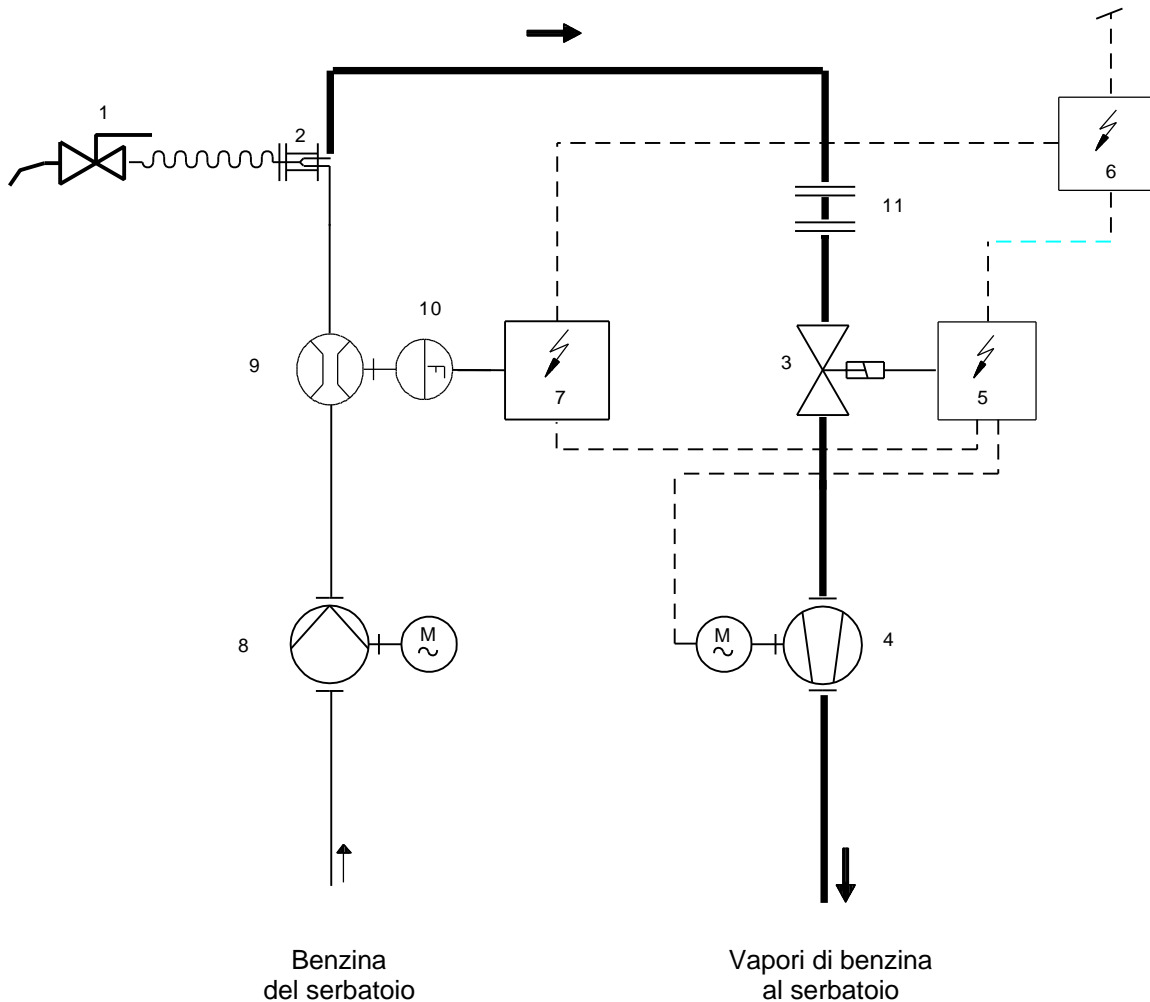 1
2
6
11
10
9
3
7
5
M
~
M
~
8
4
F
Benzina
del serbatoio
Vapori di benzina
al serbatoio